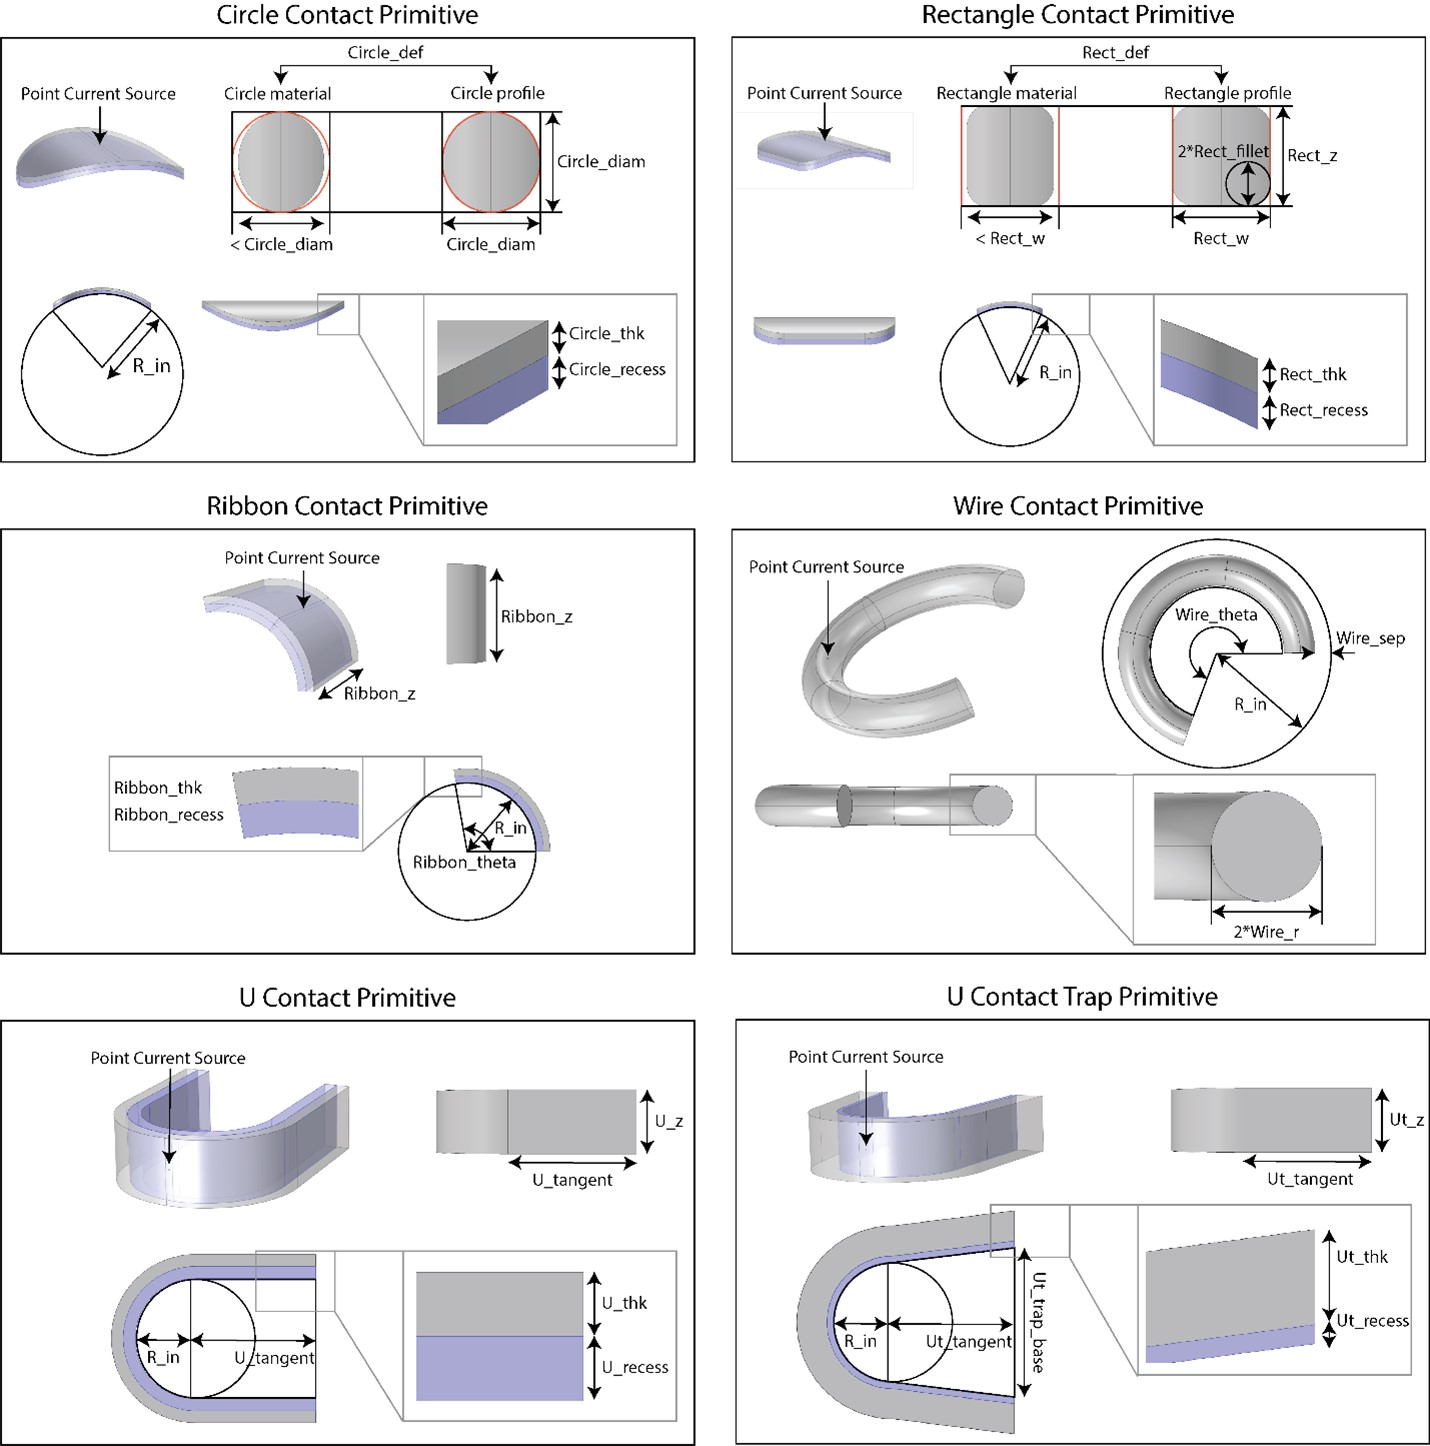 Circle Contact Primitive
Circle_def
Point Current Source
Circle material
Circle profile
Circle_diam
< Circle_diam
Circle_diam
R_in
Circle_thk
Circle_recess
Rectangle Contact Primitive
Rect_def
Point Current Source
Rectangle material
Rectangle profile
2*Rect_fillet
Rect_z
< Rect_w
Rect_w
R_in
Rect_thk
Rect_recess
Ribbon Contact Primitive
Point Current Source
Ribbon_z
Ribbon_z
Ribbon_thk
Ribbon_recess
R_in
Ribbon_theta
Wire Contact Primitive
Point Current Source
Wire_theta
Wire_sep
R_in
2*Wire_r
U Contact Primitive
Point Current Source
U_z
U_tangent
R_in
U_tangent
U_thk
U_recess
U Contact Trap Primitive
Point Current Source
Ut_z
Ut_tangent
R_in
Ut_tangent
Ut_trap_base
Ut_thk
Ut_recess